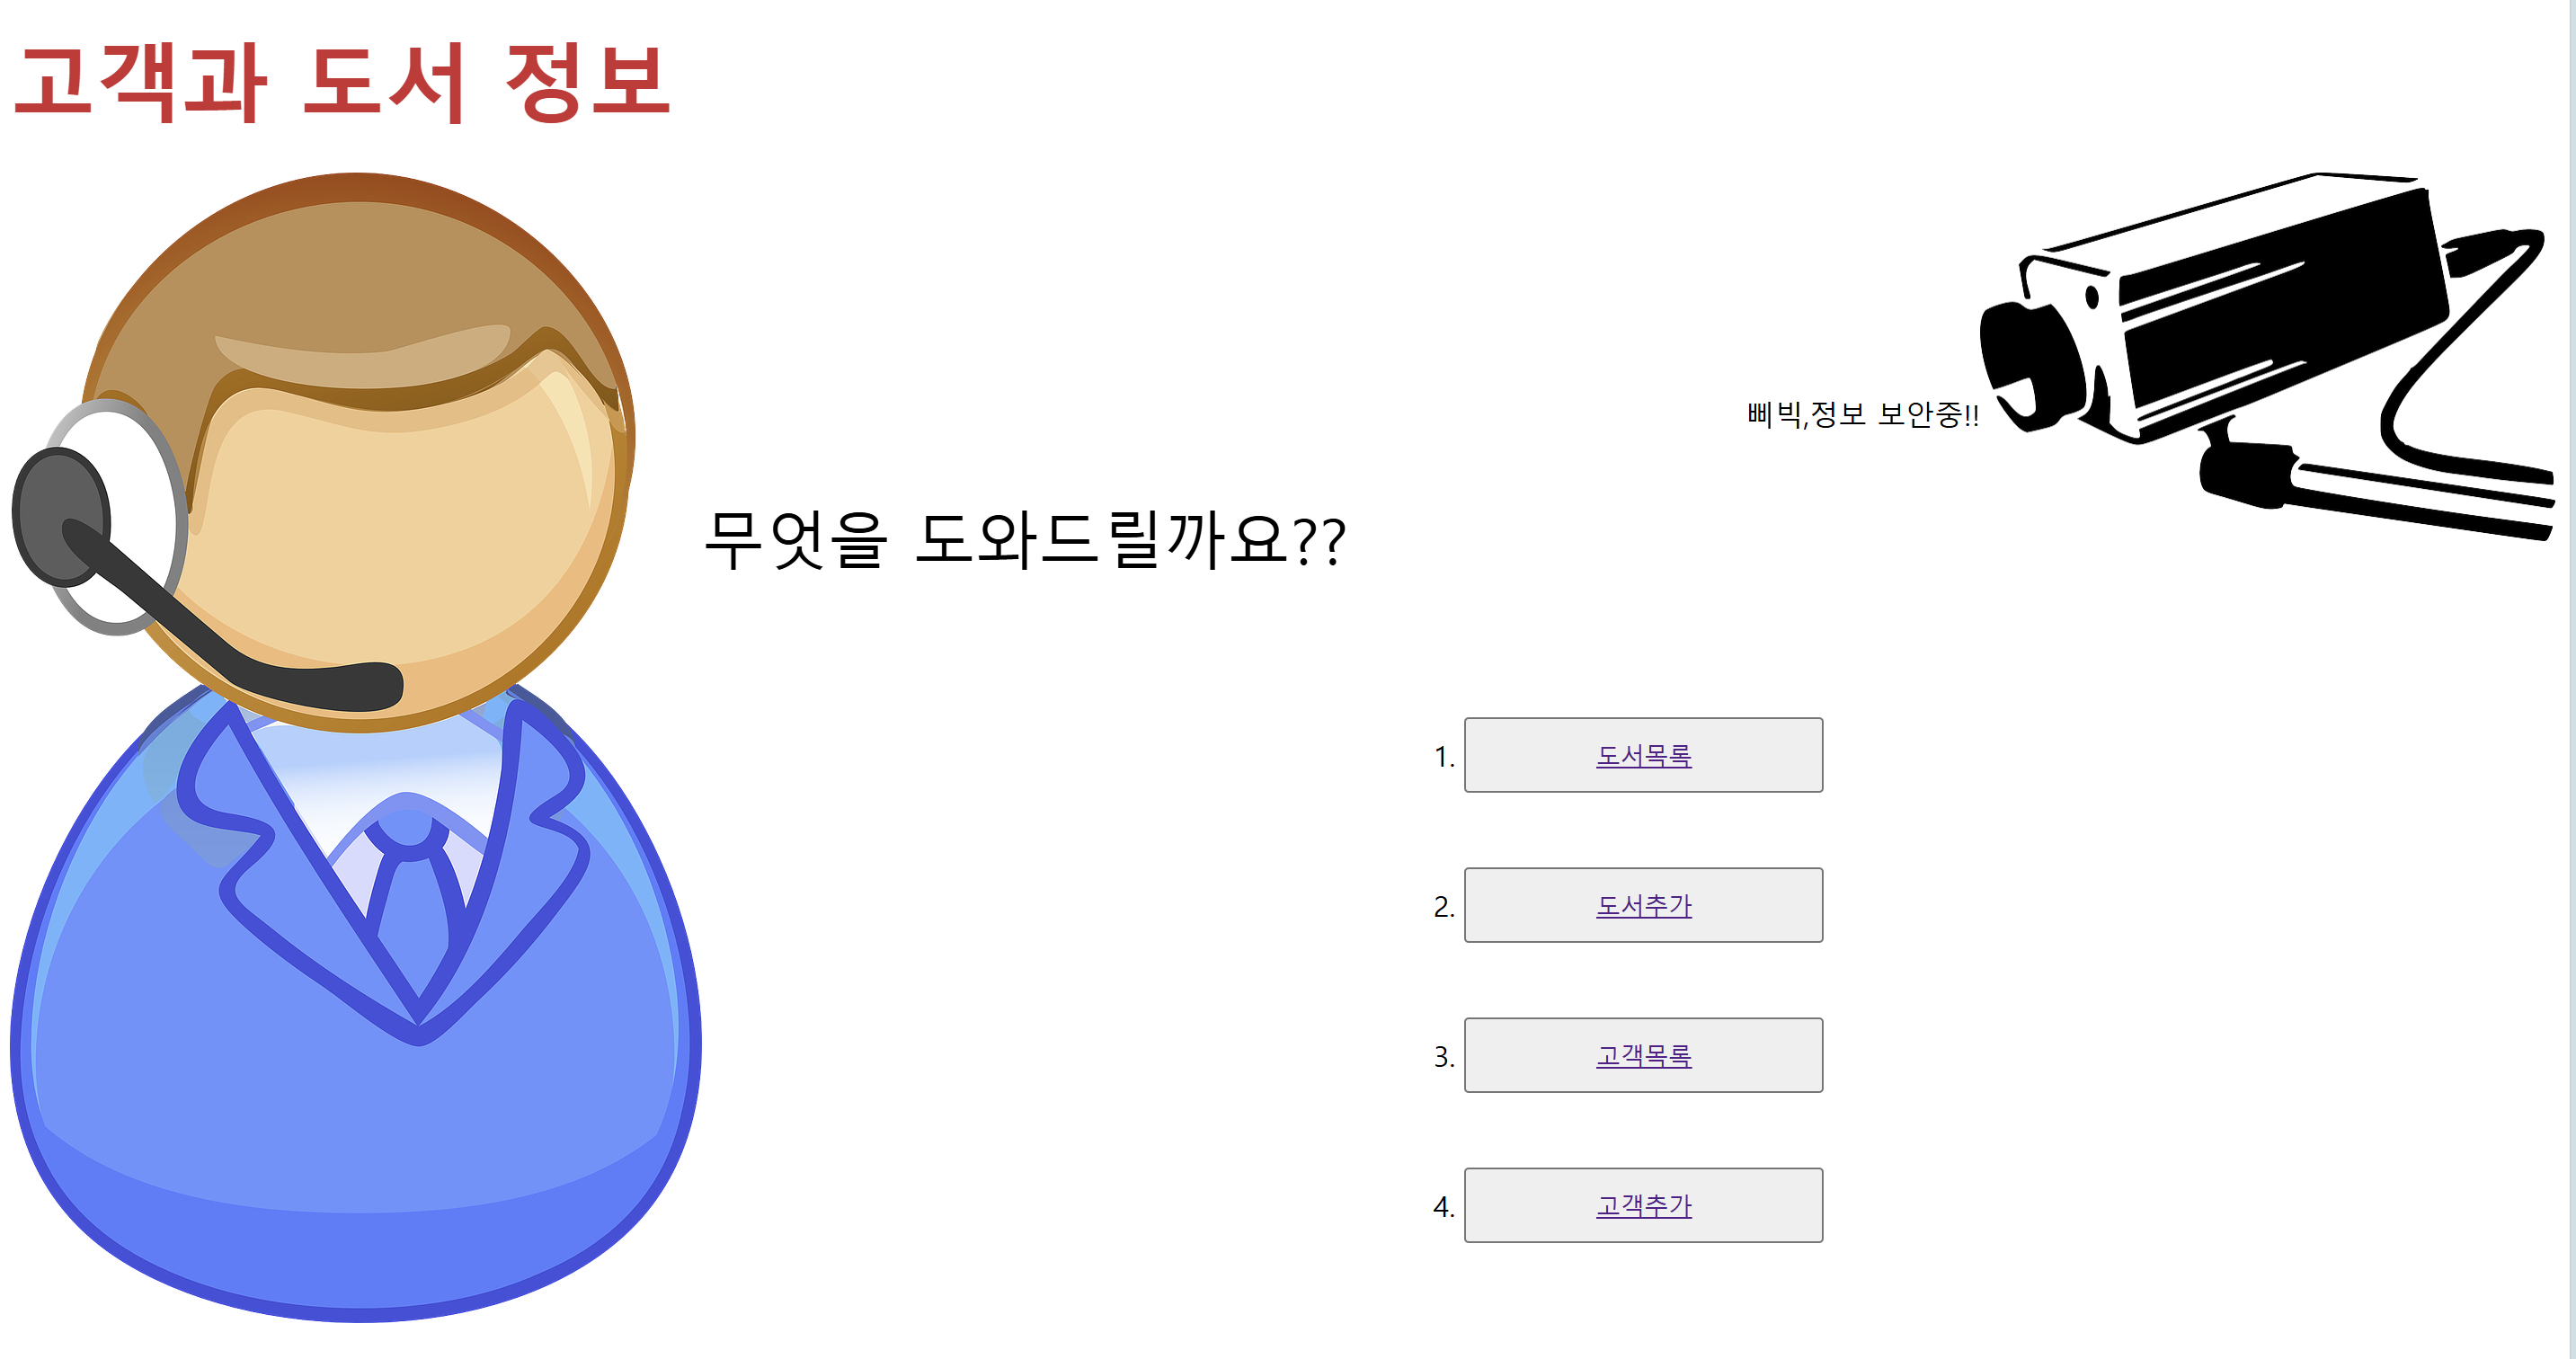 고객과 도서 정보
삐빅,정보 보안중!!
무엇을 도와드릴까요??
1. 도서목록
2. 도서추가
3. 고객목록
4. 고객추가